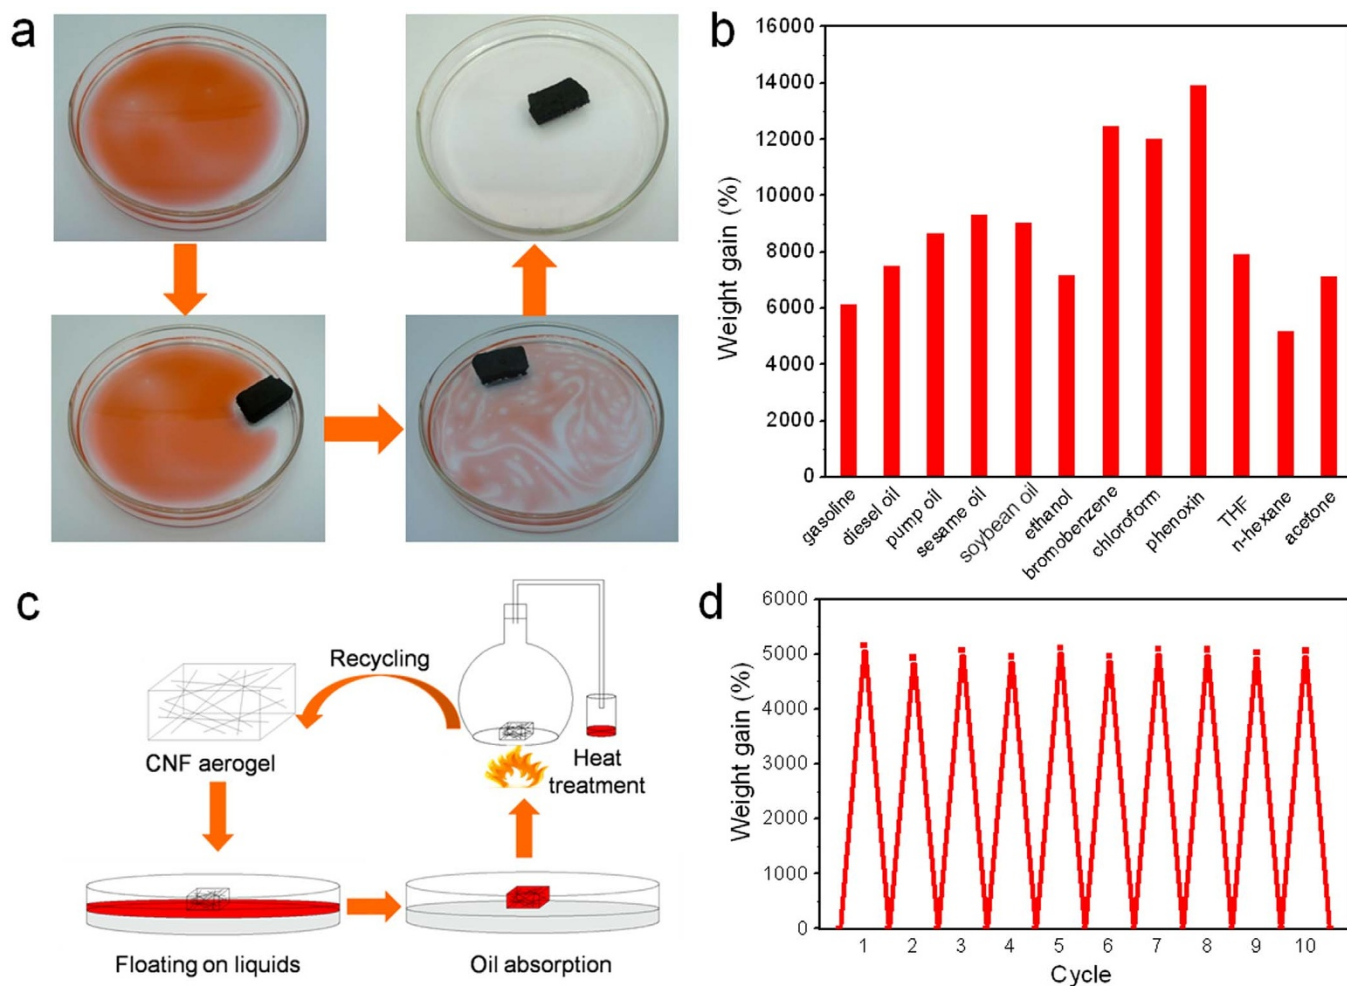 a
b
Weight gain (%)
16000
14000
12000
10000
8000
6000
4000
2000
0
gasoline
diesel oil
pump oil
sesame oil
soybean oil
ethanol
bromobenzene
chloroform
phenoxin
THF
n-hexane
acetone
c
Recycling
CNF aerogel
Heat
treatment
Floating on liquids
Oil absorption
d
Weight gain (%)
6000
5000
4000
3000
2000
1000
0
1 2 3 4 5 6 7 8 9 10
Cycle